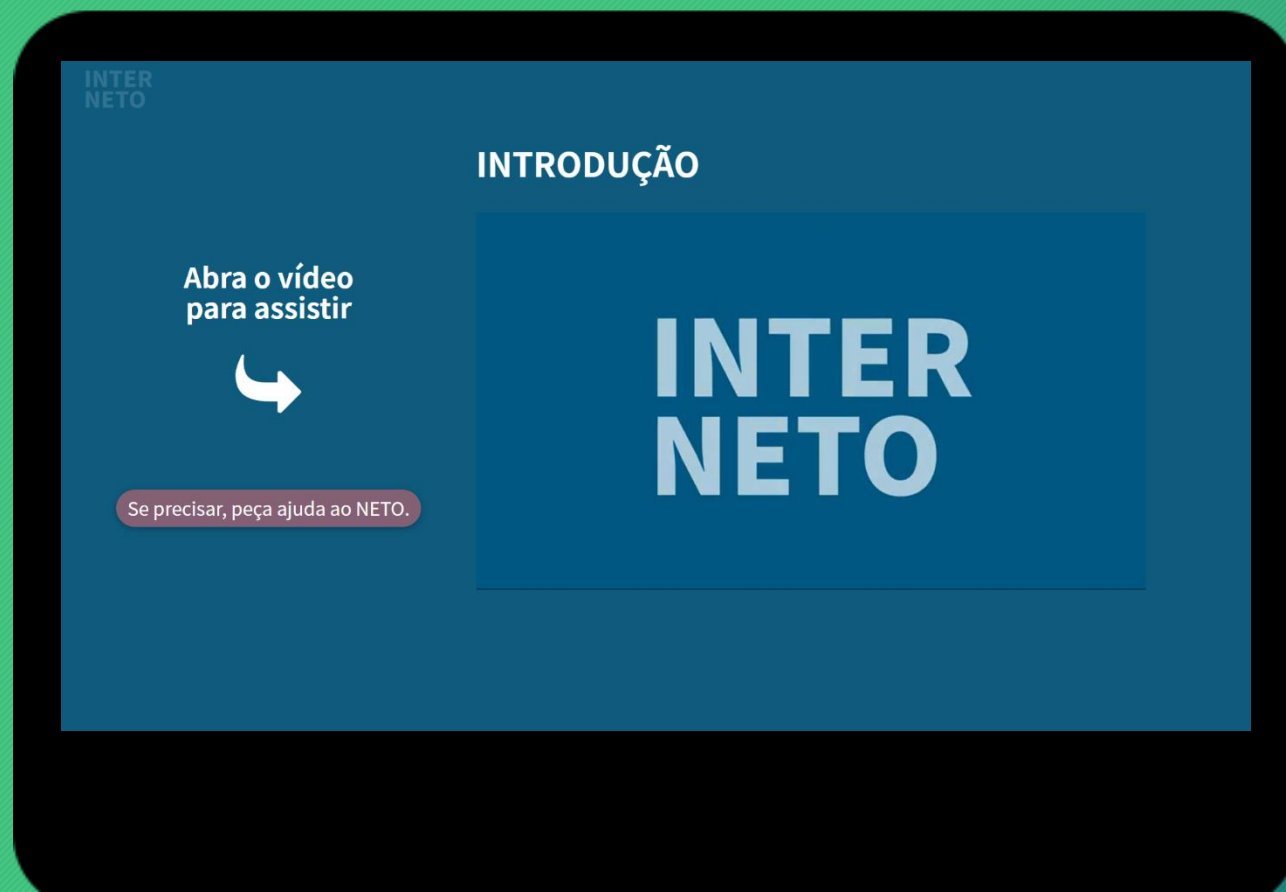 INTER
NETO
INTRODUÇÃO
Abra o vídeo
para assistir
INTER
NETO
Se precisar, peça ajuda ao NETO.